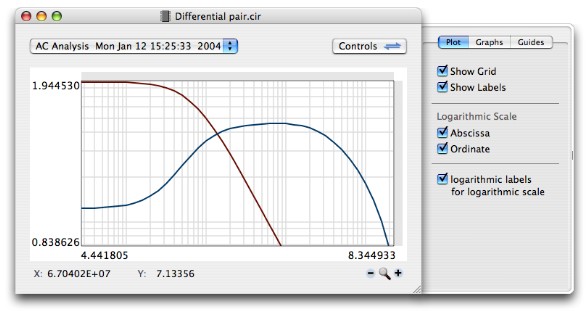 Differential pair.cir
AC Analysis Mon Jan 12 15:25:33 2004
Controls
Plot Graphs Guides
Show Grid
Show Labels
Logarithmic Scale
Abscissa
Ordinate
logarithmic labels
for logarithmic scale
1.944530
0.838626
4.441805 8.344933
X: 6.70402E+07 Y: 7.13356